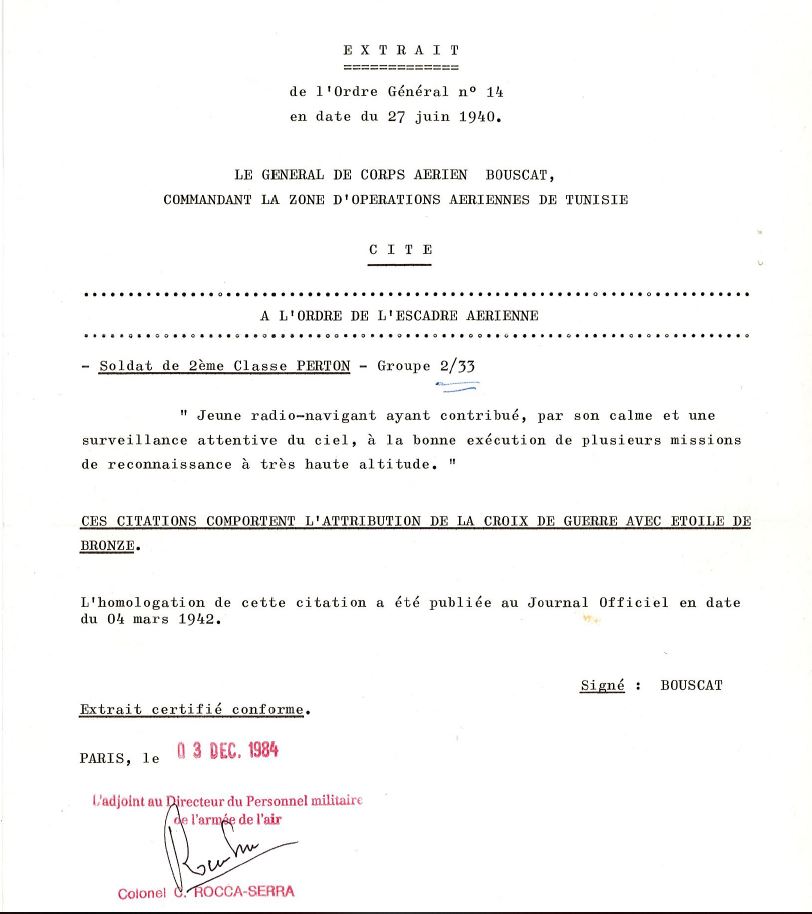 E X T R A I T
=============
de l'Ordre Général nº 14
en date du 27 juin 1940.
LE GENERAL DE CORPS AERIEN BOUSCAT,
COMMANDANT LA ZONE D'OPERATIONS AERIENNES DE TUNISIE
C I T E
A L'ORDRE DE L'ESCADRE AERIENNE
- Soldat de 2ème Classe PERTON - Groupe 2/33
" Jeune radio-navigant ayant contribué, par son calme et une
surveillance attentive du ciel, à la bonne exécution de plusieurs missions
de reconnaissance à très haute altitude. "
CES CITATIONS COMPORTENT L'ATTRIBUTION DE LA CROIX DE GUERRE AVEC ETOILE DE
BRONZE.
L'homologation de cette citation a été publiée au Journal Officiel en date
du 04 mars 1942.
Signé : BOUSCAT
Extrait certifié conforme.
PARIS, le 03 DEC. 1984
L'adjoint au Directeur du Personnel militaire
de l'armée de l'air
Colonel C. ROCCA-SERRA